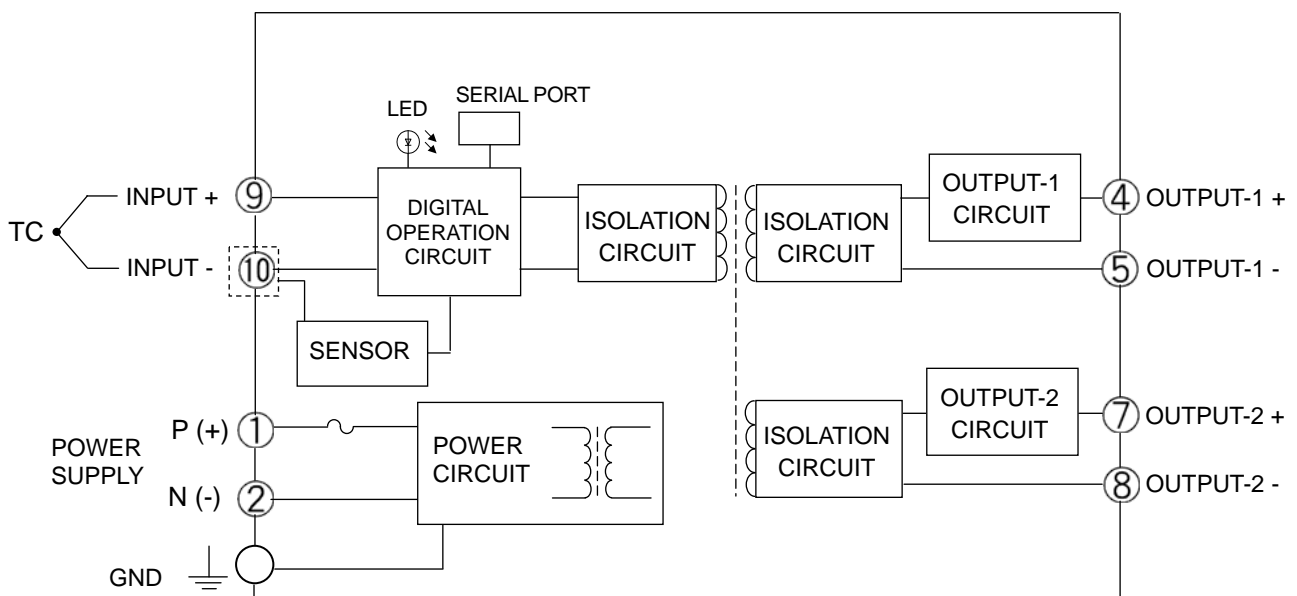 SERIAL PORT
LED
INPUT + 9
DIGITAL
OPERATION
CIRCUIT
ISOLATION
CIRCUIT
ISOLATION
CIRCUIT
OUTPUT-1
CIRCUIT
4 OUTPUT-1 +
TC
INPUT - 10
5 OUTPUT-1 -
SENSOR
P (+) 1
POWER
SUPPLY
POWER
CIRCUIT
N (-) 2
ISOLATION
CIRCUIT
OUTPUT-2
CIRCUIT
7 OUTPUT-2 +
8 OUTPUT-2 -
GND